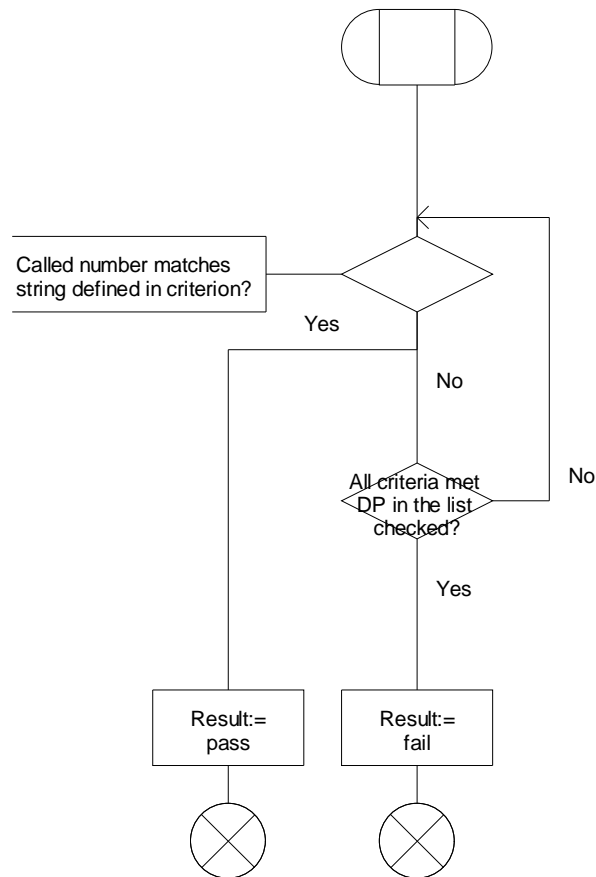 Called number matches
string defined in criterion?
Yes
No
All criteria met
DP in the list
checked?
No
Yes
Result:=
pass
Result:=
fail